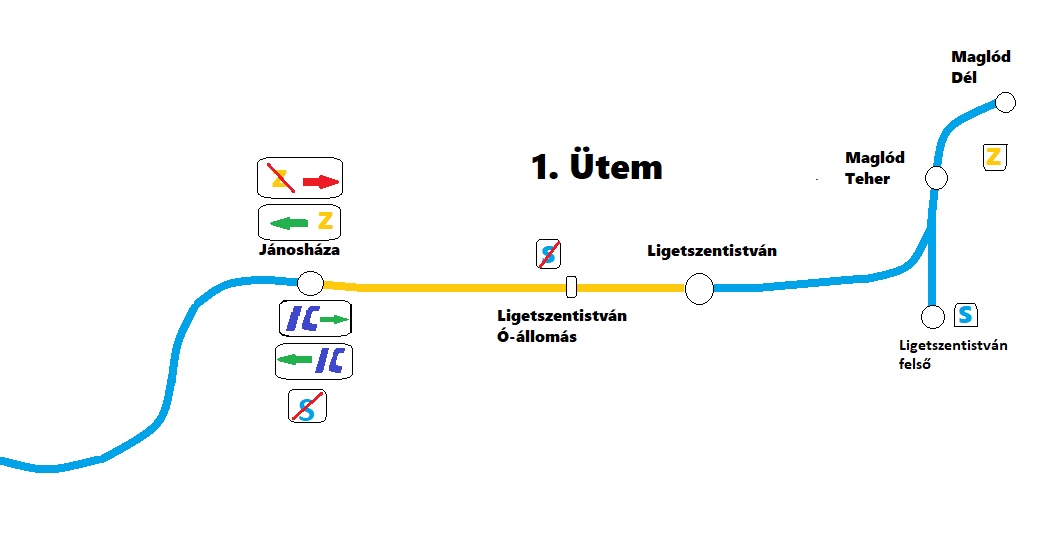 Maglód
Dél
1. Ütem
Maglód
Teher
Z
Z
Z
Jánosháza
S
Ligetszentistván
IC
Ligetszentistván
Ó-állomás
S
Ligetszentistván
felső
IC
S